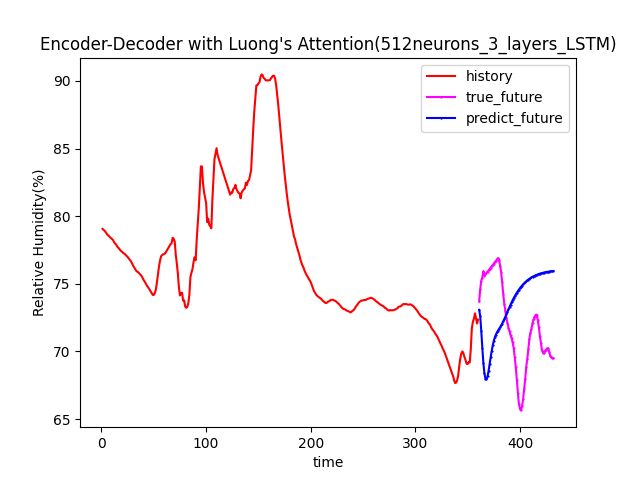 Encoder-Decoder with Luong's Attention(512neurons_3_layers_LSTM)
history
true_future
predict_future
Relative Humidity(%)
90
85
80
75
70
65
0 100 200 300 400
time